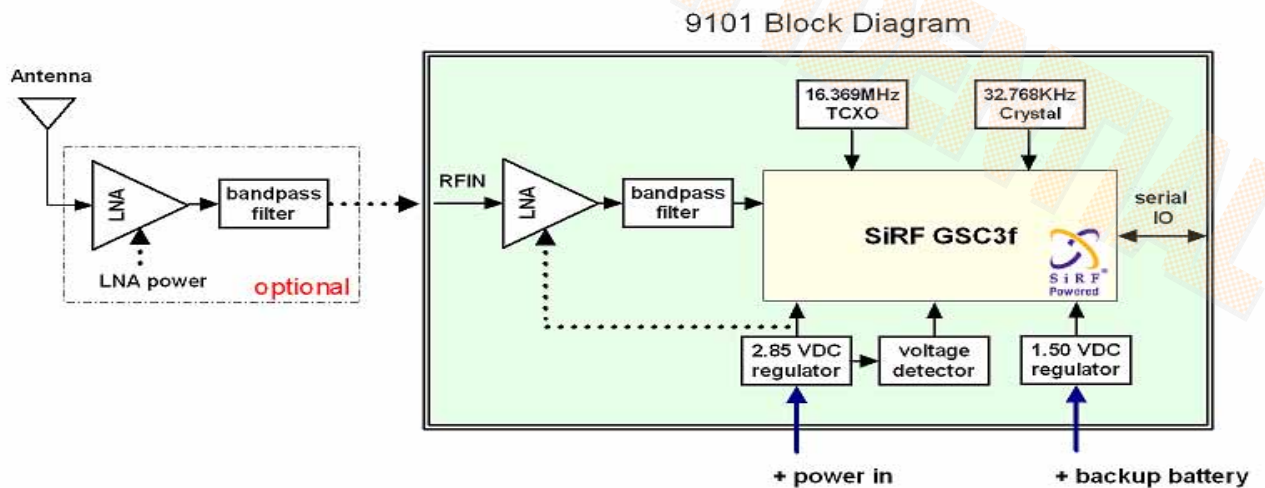 9101 Block Diagram
Antenna
LNA
bandpass
filter
LNA power
optional
RFIN
LNA
bandpass
filter
16.369MHz
TCXO
32.768KHz
Crystal
SiRF GSC3f
SiRF
Powered
serial
IO
2.85 VDC
regulator
voltage
detector
1.50 VDC
regulator
+ power in
+ backup battery